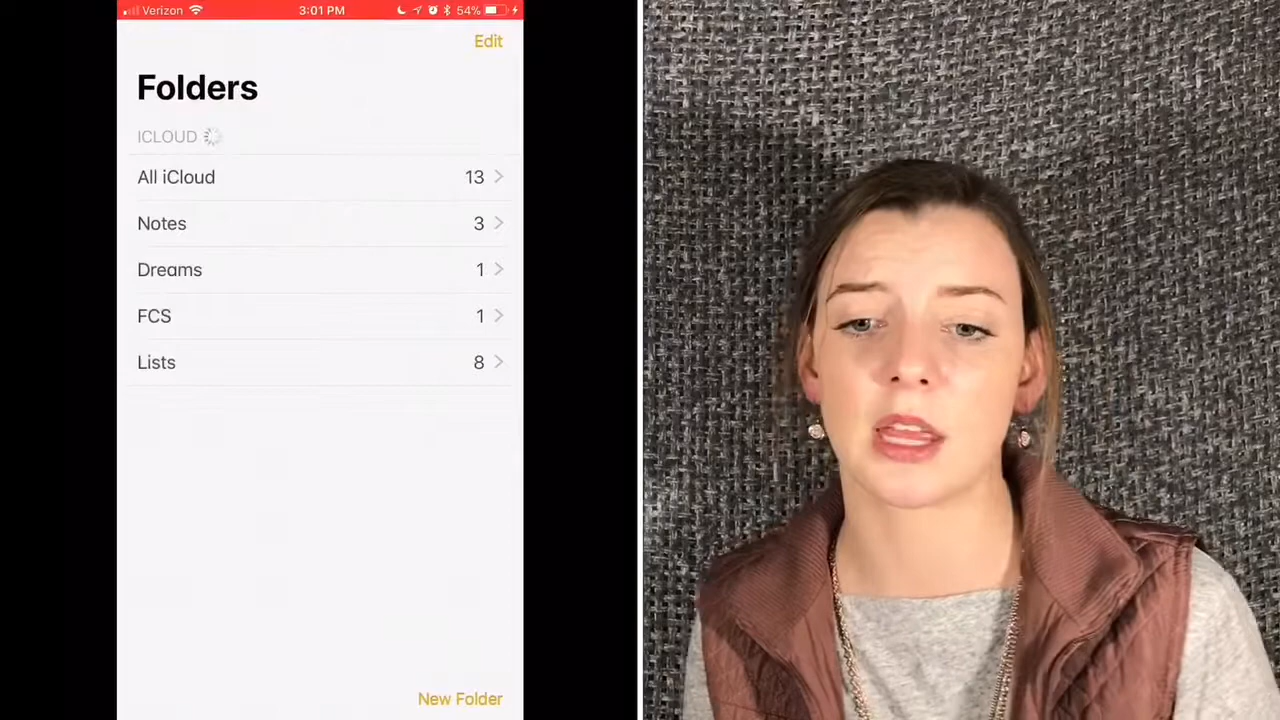 Verizon 3:01 PM 54%
Edit
Folders
ICLOUD
All iCloud 13
Notes 3
Dreams 1
FCS 1
Lists 8
New Folder